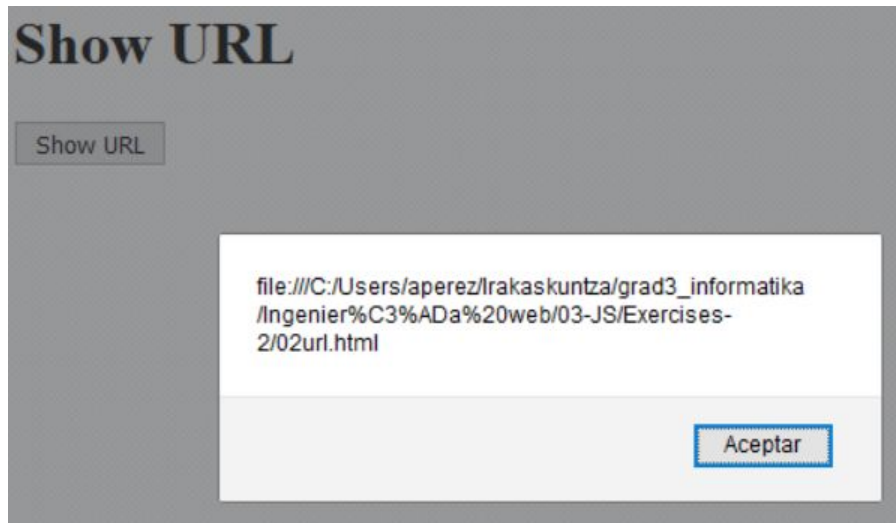 Show URL
Show URL
file:///C:/Users/aperez/Irakaskuntza/grad3_informatika
/Ingenier%C3%ADa%20web/03-JS/Exercises-
2/02url.html
Aceptar